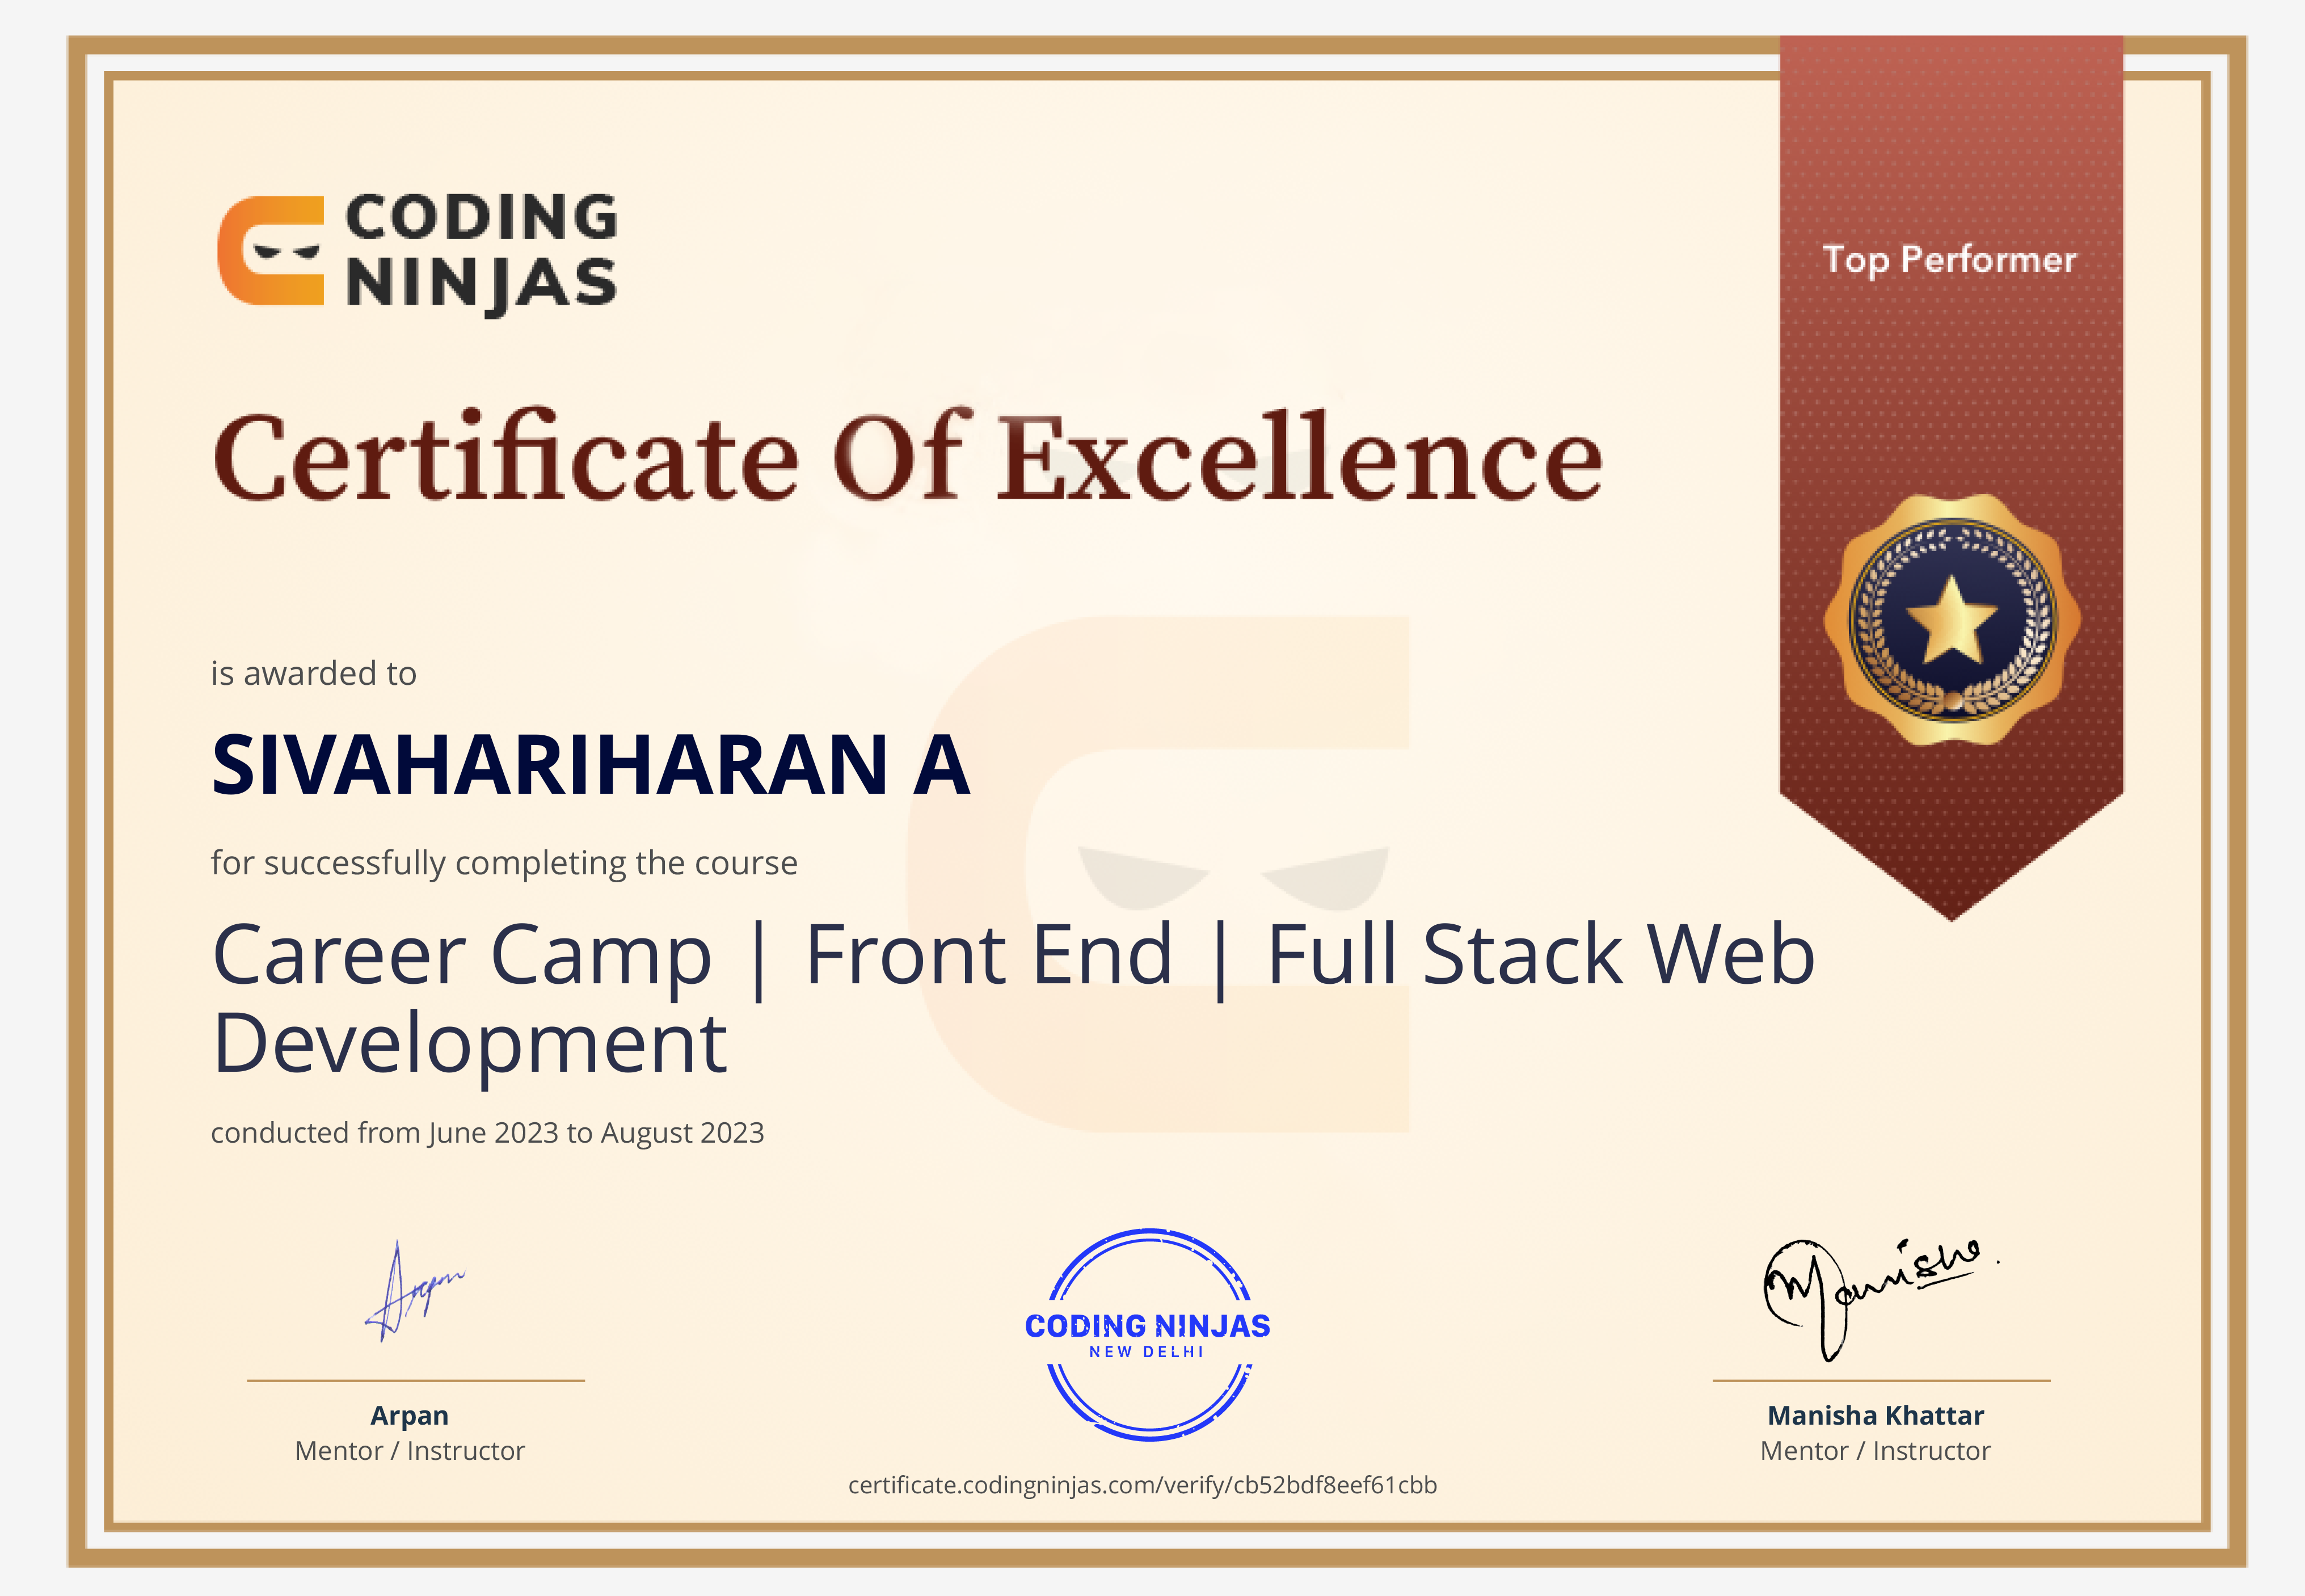 CODING
NINJAS
Top Performer
Certificate Of Excellence
is awarded to
SIVAHARIHARAN A
for successfully completing the course
Career Camp | Front End | Full Stack Web
Development
conducted from June 2023 to August 2023
Arpan
Manisha.
CODING NINJAS
NEW DELHI
Arpan
Mentor / Instructor
Manisha Khattar
Mentor / Instructor
certificate.codingninjas.com/verify/cb52bdf8eef61cbb